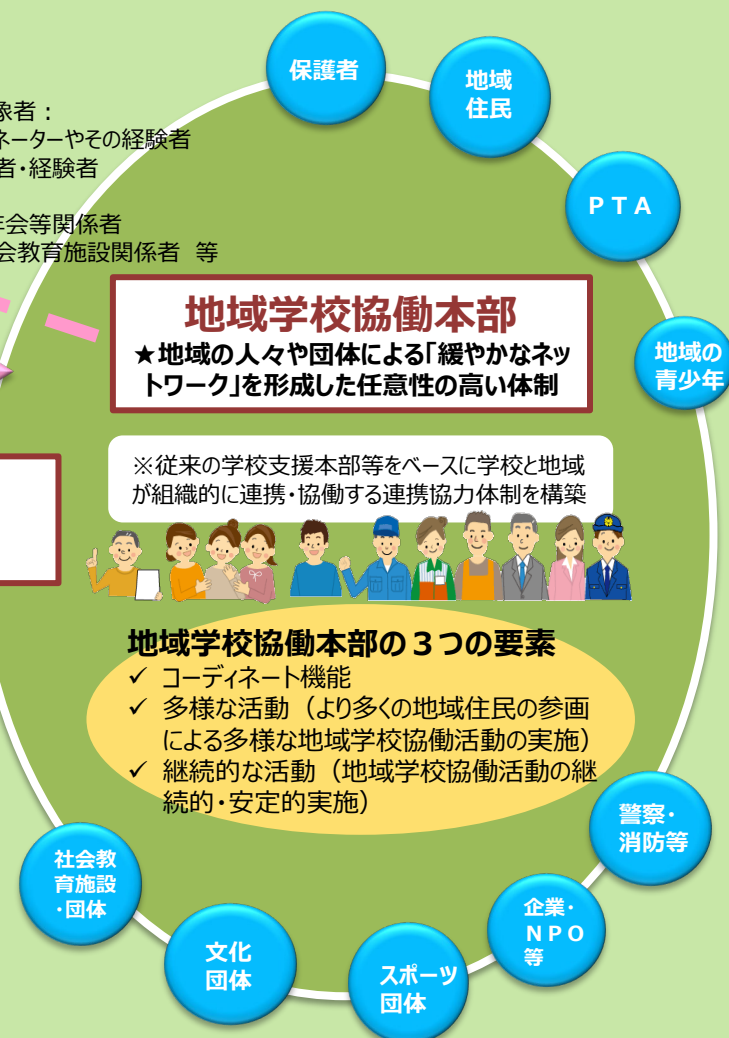 保護者
地域
住民
象者：
ネーターやその経験者
者・経験者
年会等関係者
会教育施設関係者 等
ＰＴＡ
地域学校協働本部
★地域の人々や団体による「緩やかなネッ
トワーク」を形成した任意性の高い体制
地域の
青少年
※従来の学校支援本部等をベースに学校と地域
が組織的に連携・協働する連携協力体制を構築
地域学校協働本部の３つの要素
✓ コーディネート機能
✓ 多様な活動（より多くの地域住民の参画
による多様な地域学校協働活動の実施）
✓ 継続的な活動（地域学校協働活動の継
続的・安定的実施）
警察・
消防等
社会教
育施設
・団体
企業・
ＮＰＯ
等
文化
団体
スポーツ
団体